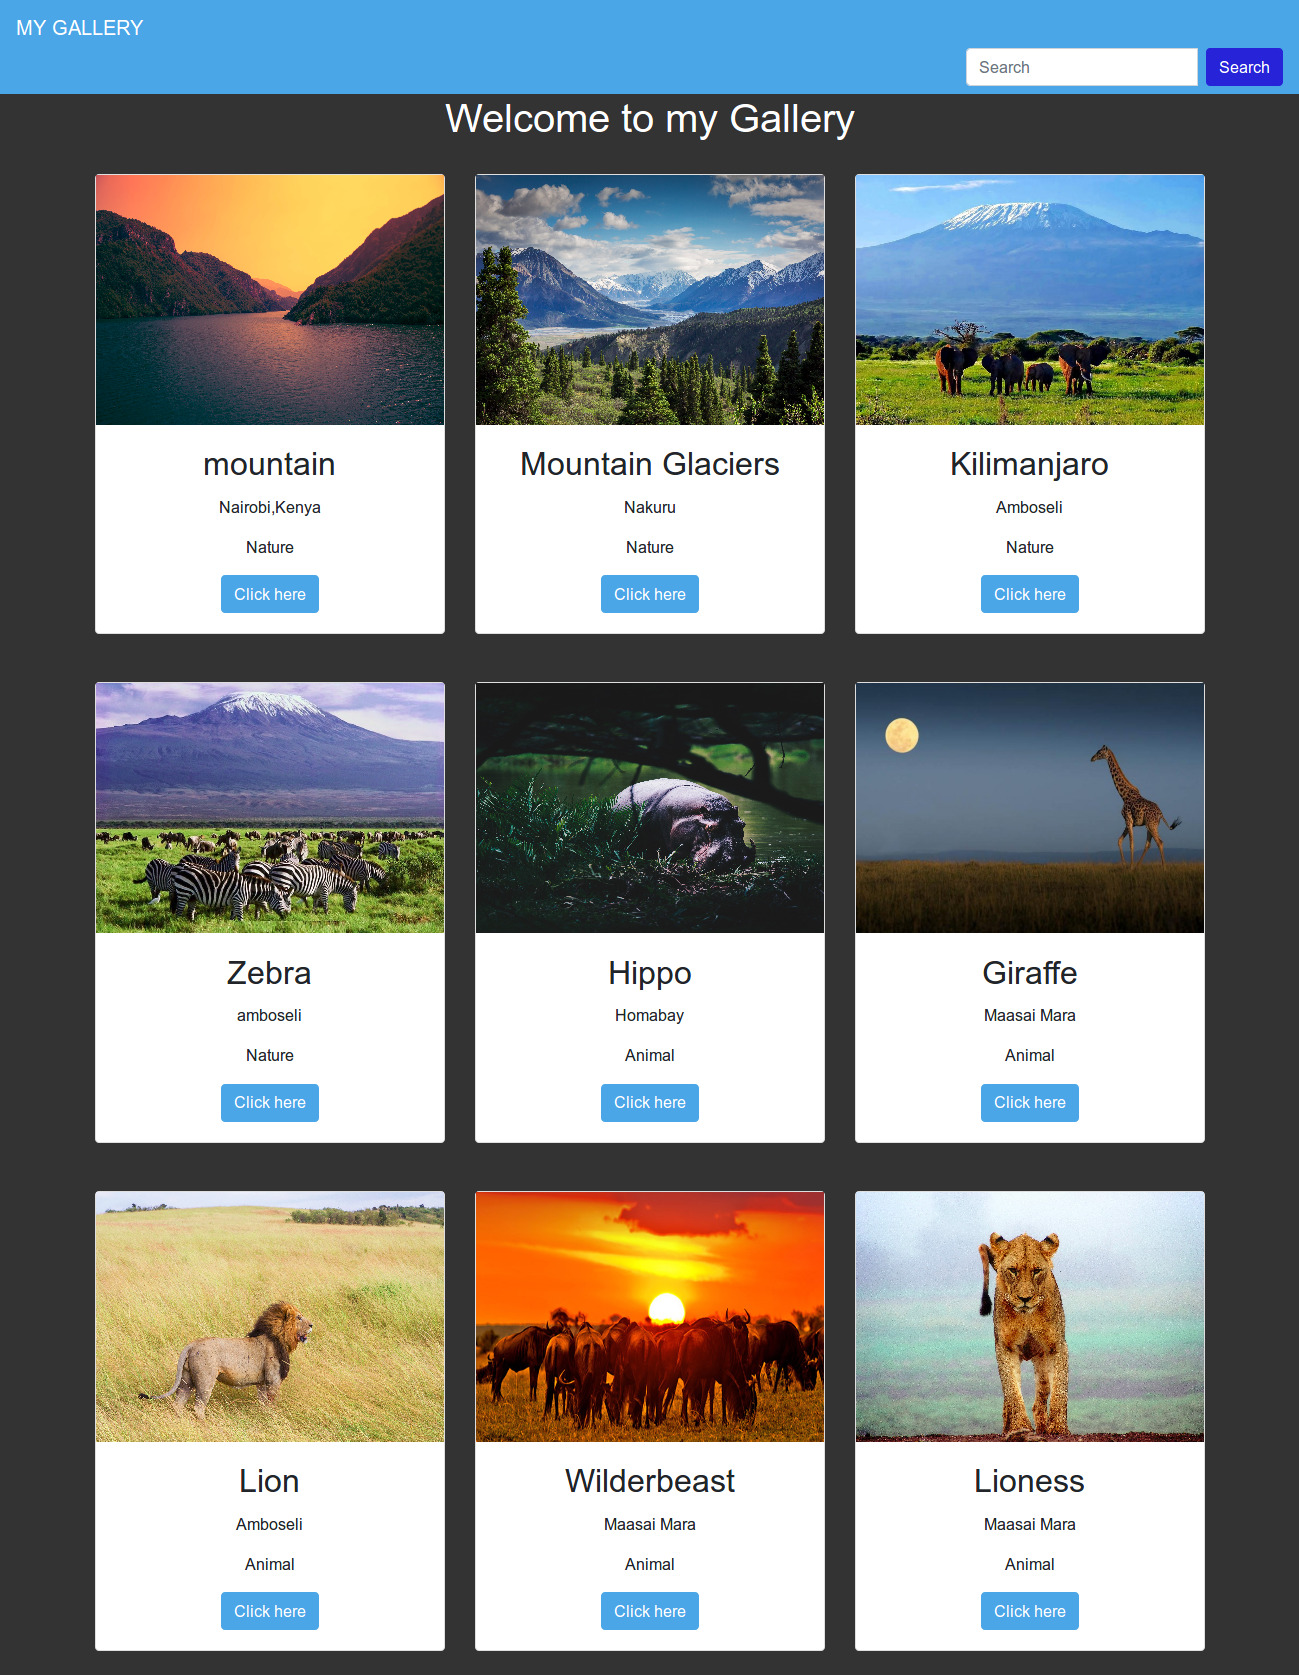 MY GALLERY
Search
Search
Welcome to my Gallery
mountain
Nairobi,Kenya
Nature
Click here
Mountain Glaciers
Nakuru
Nature
Click here
Kilimanjaro
Amboseli
Nature
Click here
Zebra
amboseli
Nature
Click here
Hippo
Homabay
Animal
Click here
Giraffe
Maasai Mara
Animal
Click here
Lion
Amboseli
Animal
Click here
Wilderbeast
Maasai Mara
Animal
Click here
Lioness
Maasai Mara
Animal
Click here